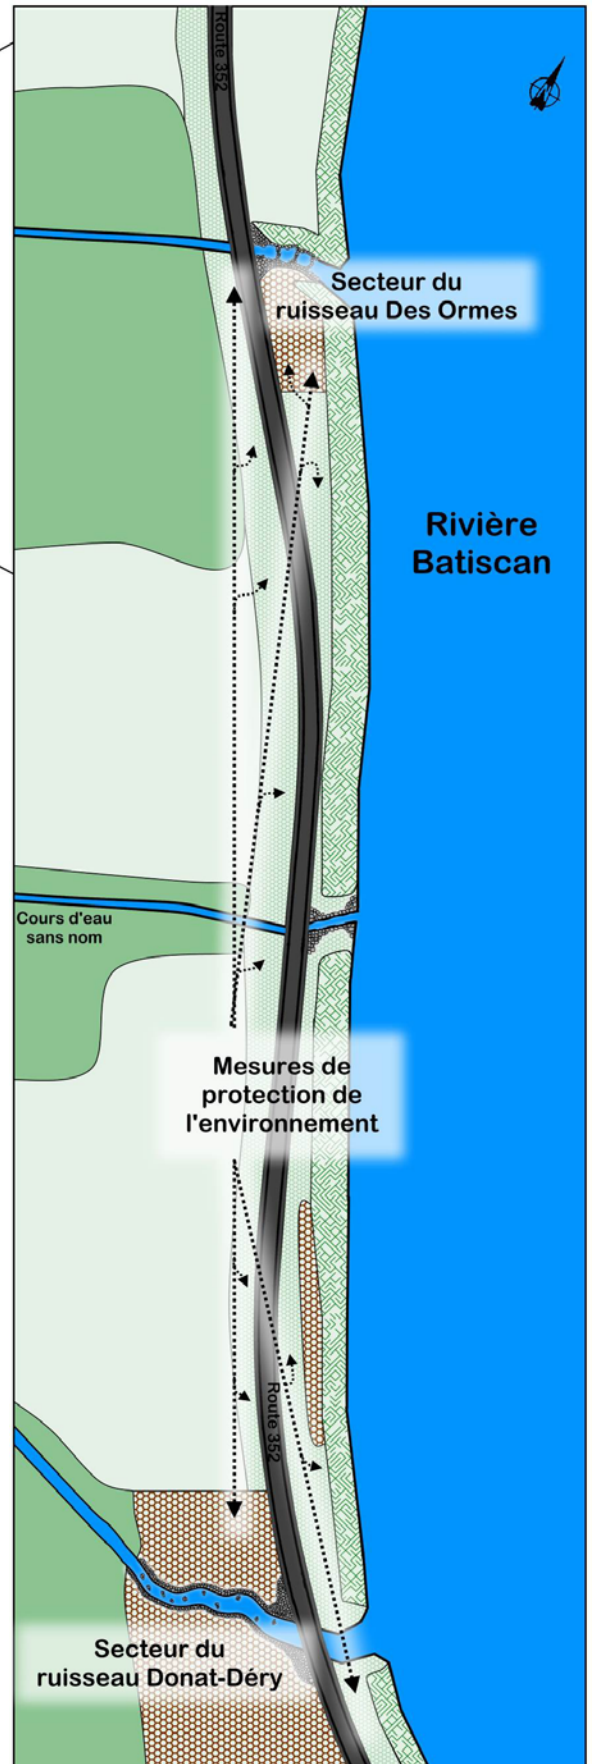 Route 352
Secteur du
ruisseau Des Ormes
Rivière
Batiscan
Cours d'eau
sans nom
Mesures de
protection de
l'environnement
Route 352
Secteur du
ruisseau Donat-Déry